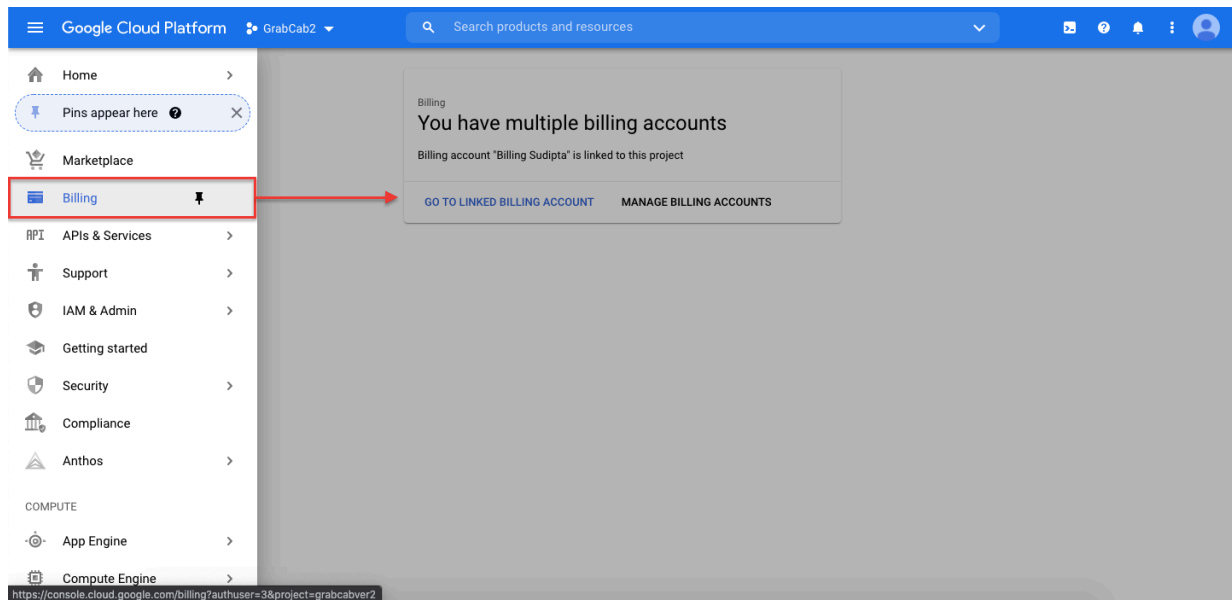 Google Cloud Platform
GrabCab2
Search products and resources
Home
Pins appear here
Marketplace
Billing
API APIs & Services
Support
IAM & Admin
Getting started
Security
Compliance
Anthos
COMPUTE
App Engine
Compute Engine
https://console.cloud.google.com/billing?authuser=3&project=grabcabver2
Billing
You have multiple billing accounts
Billing account "Billing Sudipta" is linked to this project
GO TO LINKED BILLING ACCOUNT MANAGE BILLING ACCOUNTS